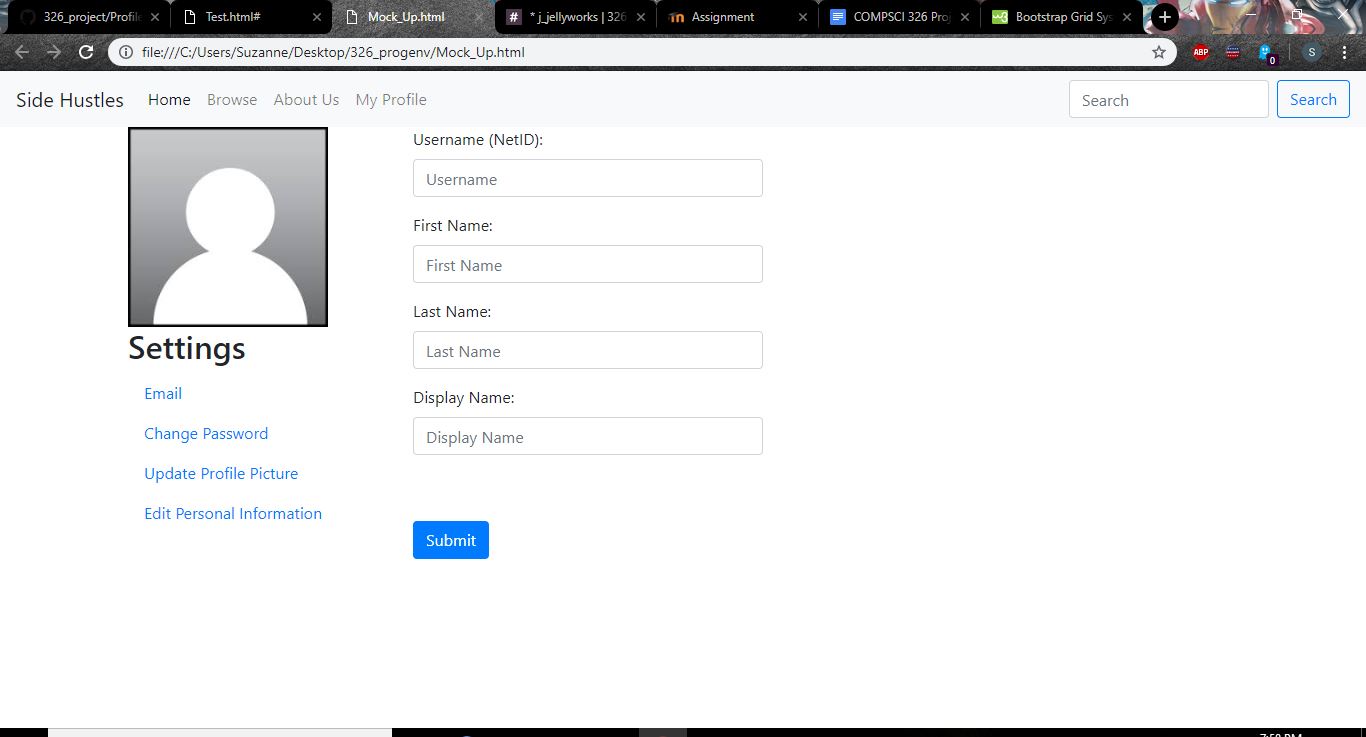 326_project/Profile
Test.html#
Mock_Up.html
* j_jellyworks | 326
Assignment
COMPSCI 326 Proj
Bootstrap Grid Sys
file:///C:/Users/Suzanne/Desktop/326_progenv/Mock_Up.html
ABP
0
S
Side Hustles
Home
Browse
About Us
My Profile
Search
Search
Username (NetID):
Username
First Name:
First Name
Last Name:
Last Name
Display Name:
Display Name
Submit
Settings
Email
Change Password
Update Profile Picture
Edit Personal Information